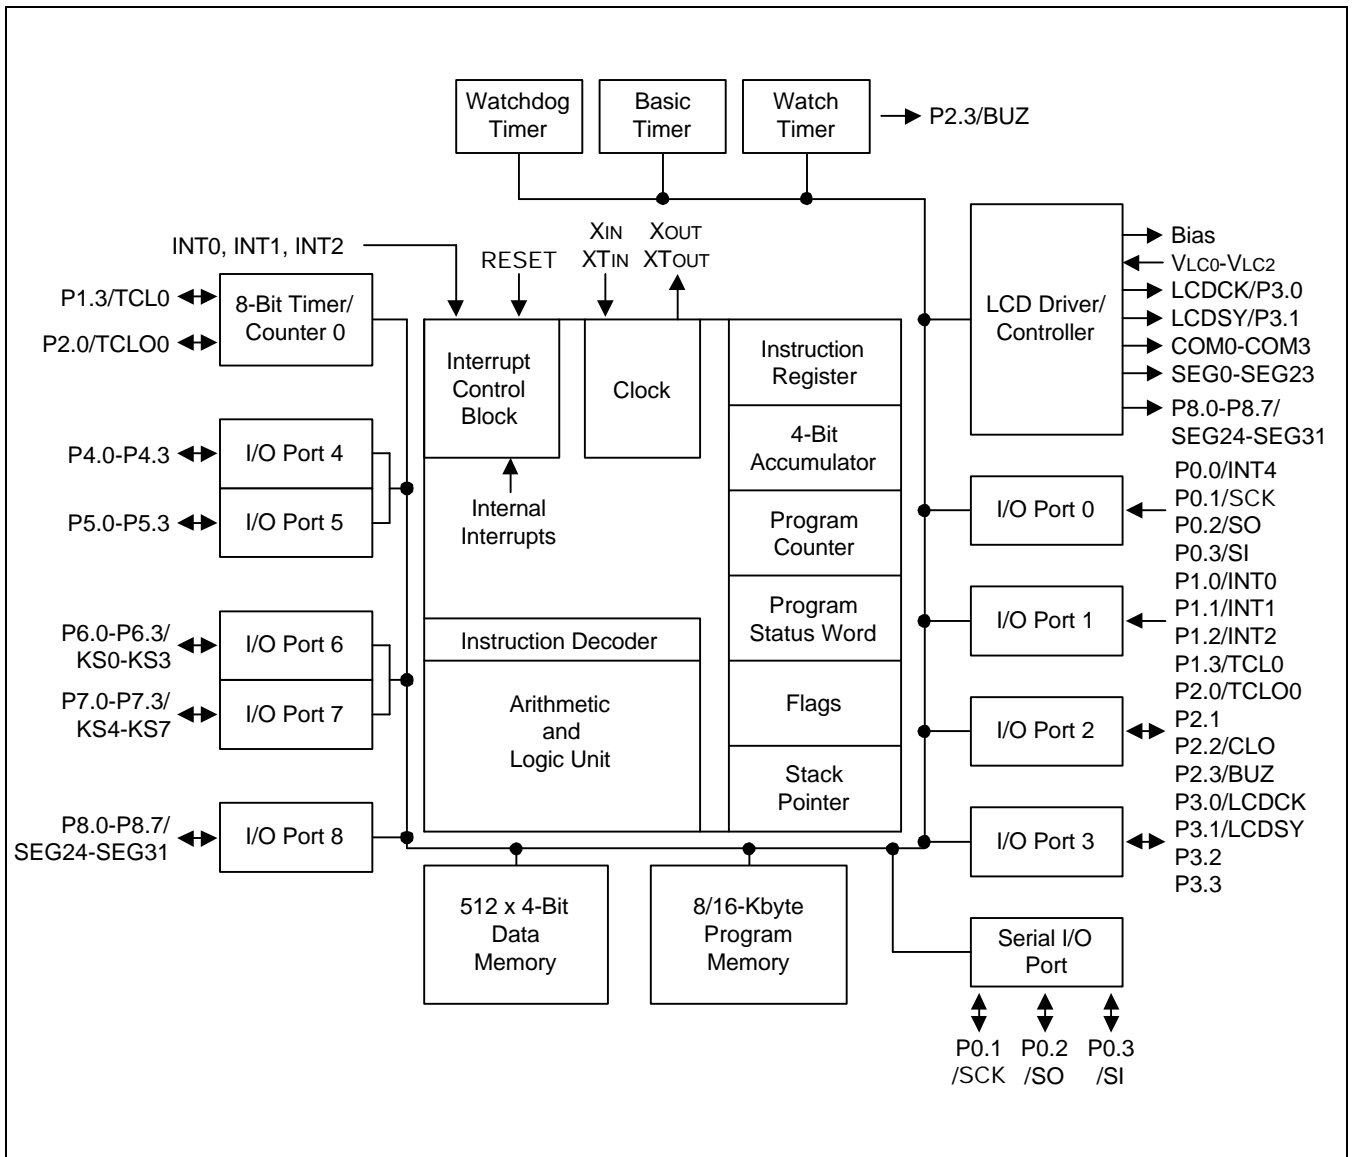 Watchdog
Timer
Basic
Timer
Watch
Timer
P2.3/BUZ
INT0, INT1, INT2
RESET
XIN
XTIN
XOUT
XTOUT
P1.3/TCL0
P2.0/TCLO0
8-Bit Timer/
Counter 0
Interrupt
Control
Block
Clock
Internal
Interrupts
Instruction
Register
4-Bit
Accumulator
Program
Counter
Program
Status Word
Flags
Stack
Pointer
Instruction Decoder
Arithmetic
and
Logic Unit
P4.0-P4.3
I/O Port 4
P5.0-P5.3
I/O Port 5
P6.0-P6.3/
KS0-KS3
I/O Port 6
P7.0-P7.3/
KS4-KS7
I/O Port 7
P8.0-P8.7/
SEG24-SEG31
I/O Port 8
512 x 4-Bit
Data
Memory
8/16-Kbyte
Program
Memory
LCD Driver/
Controller
Bias
VLC0-VLC2
LCDCK/P3.0
LCDSY/P3.1
COM0-COM3
SEG0-SEG23
P8.0-P8.7/
SEG24-SEG31
I/O Port 0
P0.0/INT4
P0.1/SCK
P0.2/SO
P0.3/SI
I/O Port 1
P1.0/INT0
P1.1/INT1
P1.2/INT2
P1.3/TCL0
I/O Port 2
P2.0/TCLO0
P2.1
P2.2/CLO
P2.3/BUZ
I/O Port 3
P3.0/LCDCK
P3.1/LCDSY
P3.2
P3.3
Serial I/O
Port
P0.1
/SCK
P0.2
/SO
P0.3
/SI